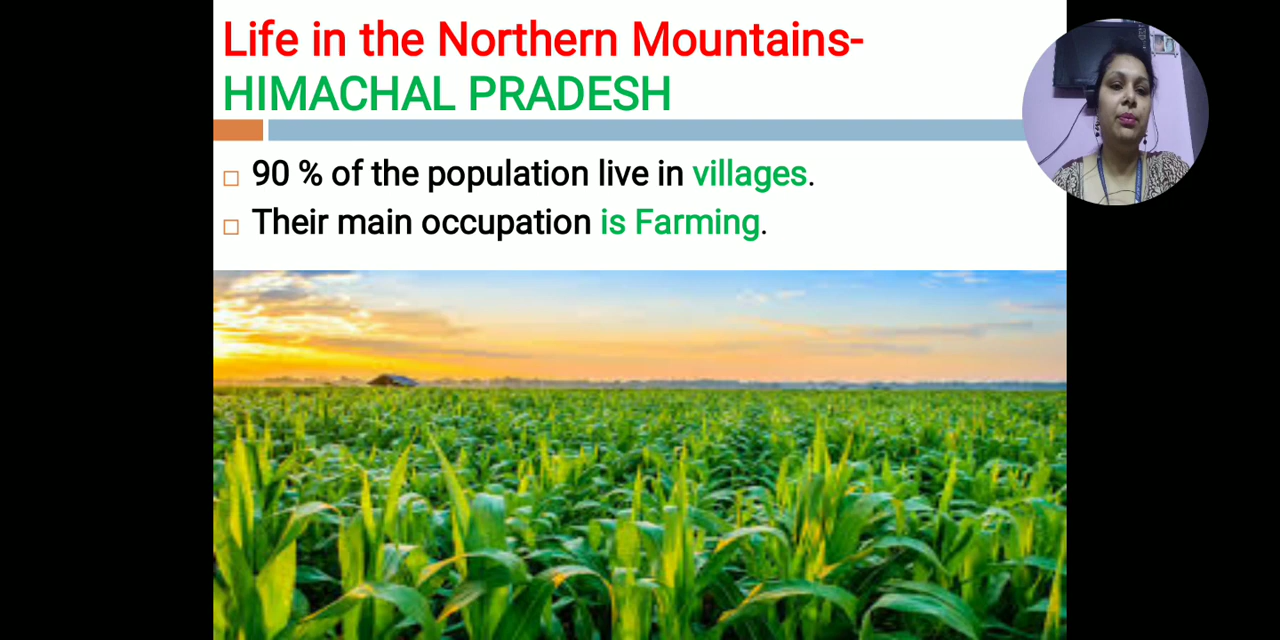 Life in the Northern Mountains-
HIMACHAL PRADESH
90 % of the population live in villages.
Their main occupation is Farming.